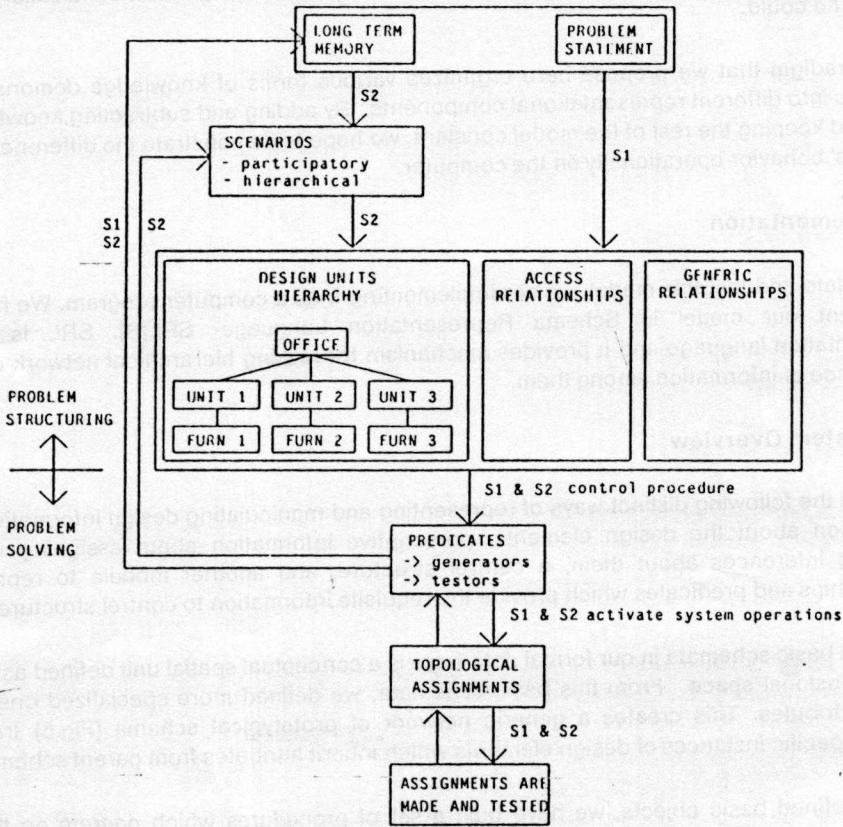 LONG TERM
MEMORY
PROBLEM
STATEMENT
S2
SCENARIOS
- participatory
- hierarchical
S1
S1
S2
S2
S2
DESIGN UNITS
HIERARCHY
ACCESS
RELATIONSHIPS
GENERIC
RELATIONSHIPS
OFFICE
UNIT 1
UNIT 2
UNIT 3
FURN 1
FURN 2
FURN 3
PROBLEM
STRUCTURING
PROBLEM
SOLVING
S1 & S2 control procedure
PREDICATES
-> generators
-> testors
S1 & S2 activate system operations
TOPOLOGICAL
ASSIGNMENTS
S1 & S2
ASSIGNMENTS ARE
MADE AND TESTED